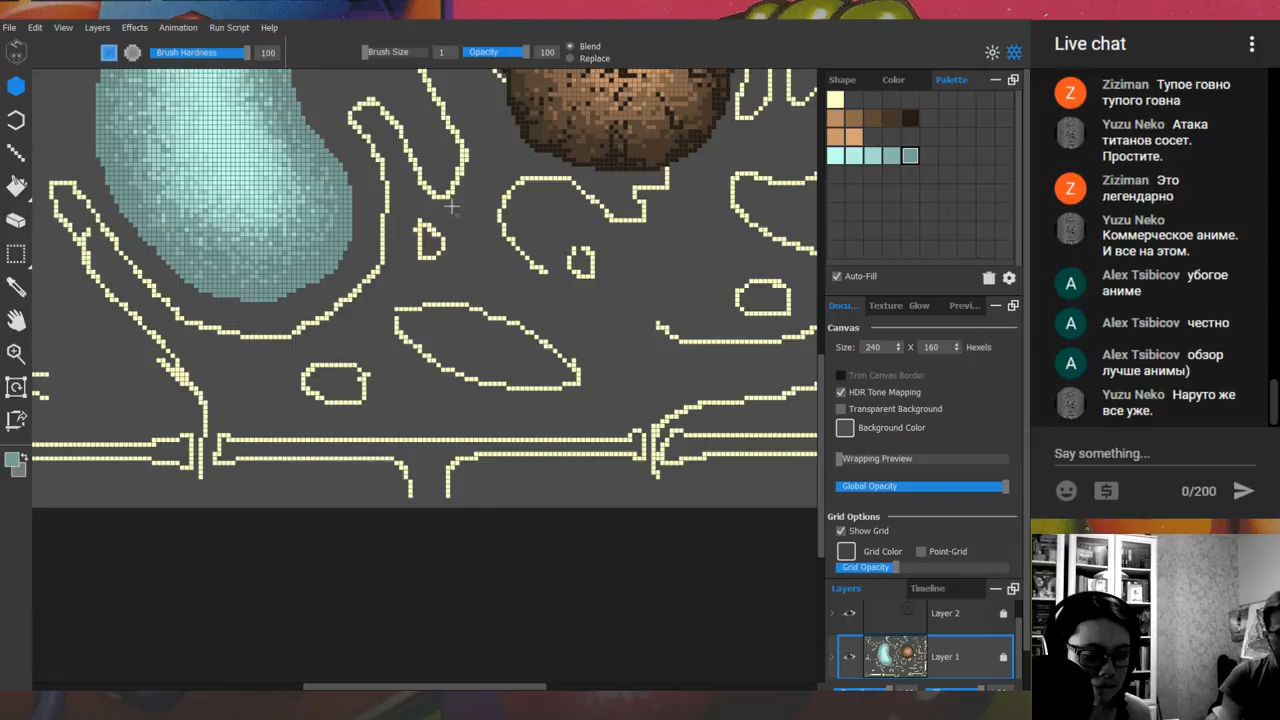 File Edit View Layers Effects Animation Run Script Help
Brush Hardness 100
Brush Size 1
Opacity 100
Blend
Replace
Shape Color Palette
Auto-Fill
Docu... Texture Glow Previ...
Canvas
Size: 240 X 160 Hexels
Trim Canvas Border
HDR Tone Mapping
Transparent Background
Background Color
Wrapping Preview
Global Opacity
Grid Options
Show Grid
Grid Color Point-Grid
Grid Opacity
Layers Timeline
Layer 2
Layer 1
Live chat
Ziziman Тупое говно
тупого говна
Yuzu Neko Атака
титанов сосет.
Простите.
Ziziman Это
легендарно
Yuzu Neko
Коммерческое аниме.
И все на этом.
Alex Tsibicov убогое
аниме
Alex Tsibicov честно
Alex Tsibicov обзор
лучше анимы)
Yuzu Neko Наруто же
все уже.
Say something...
0/200